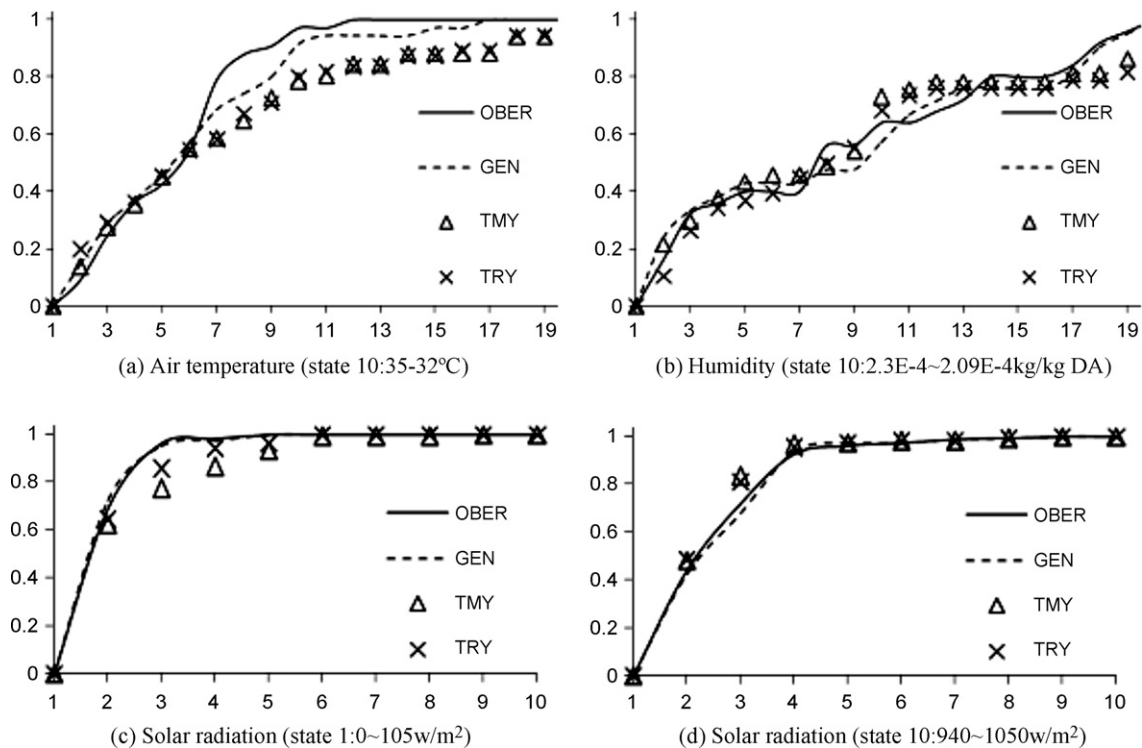 1
0.8
0.6
0.4
0.2
0
1 3 5 7 9 11 13 15 17 19
OBER
GEN
TMY
TRY
(a) Air temperature (state 10:35-32ºC)
1
0.8
0.6
0.4
0.2
0
1 3 5 7 9 11 13 15 17 19
OBER
GEN
TMY
TRY
(b) Humidity (state 10:2.3E-4~2.09E-4kg/kg DA)
1
0.8
0.6
0.4
0.2
0
1 2 3 4 5 6 7 8 9 10
OBER
GEN
TMY
TRY
(c) Solar radiation (state 1:0~105w/m²)
1
0.8
0.6
0.4
0.2
0
1 2 3 4 5 6 7 8 9 10
OBER
GEN
TMY
TRY
(d) Solar radiation (state 10:940~1050w/m²)